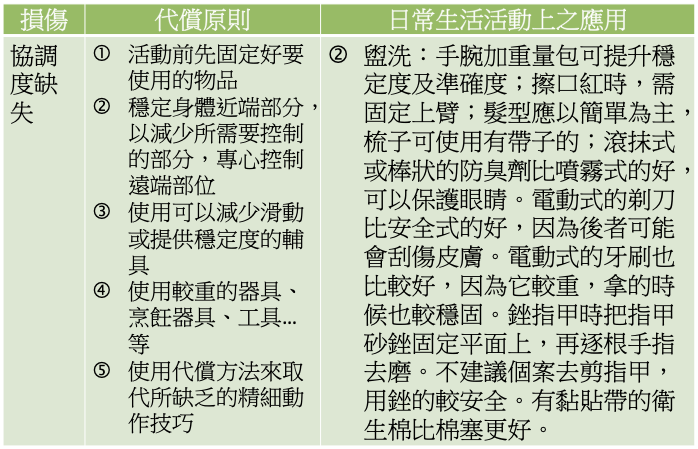 損傷
代償原則
日常生活活動上之應用
協調
度缺
失
① 活動前先固定好要
使用的物品
② 穩定身體近端部分，
以減少所需要控制
的部分，專心控制
遠端部位
③ 使用可以減少滑動
或提供穩定度的輔
具
④ 使用較重的器具、
烹飪器具、工具...
等
⑤ 使用代償方法來取
代所缺乏的精細動
作技巧
② 盥洗：手腕加重量包可提升穩
定度及準確度；擦口紅時，需
固定上臂；髮型應以簡單為主，
梳子可使用有帶子的；滾抹式
或棒狀的防臭劑比噴霧式的好，
可以保護眼睛。電動式的剃刀
比安全式的好，因為後者可能
會刮傷皮膚。電動式的牙刷也
比較好，因為它較重，拿的時
候也較穩固。銼指甲時把指甲
砂銼固定平面上，再逐根手指
去磨。不建議個案去剪指甲，
用銼的較安全。有黏貼帶的衛
生棉比棉塞更好。